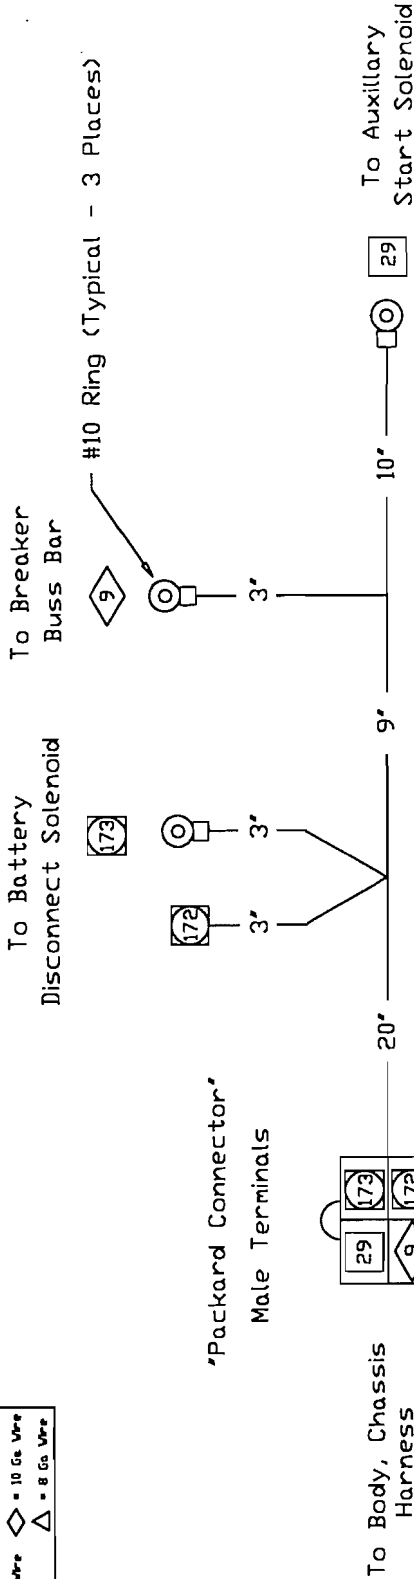 To Auxillary
Start Solenoid
29
10"
#10 Ring (Typical - 3 Places)
To Breaker
Buss Bar
9
3"
9"
To Battery
Disconnect Solenoid
173
3"
172
3"
20"
"Packard Connector"
Male Terminals
29
173
9
172
To Body, Chassis
Harness
Wire = 10 Ga Wire
= 8 Ga Wire